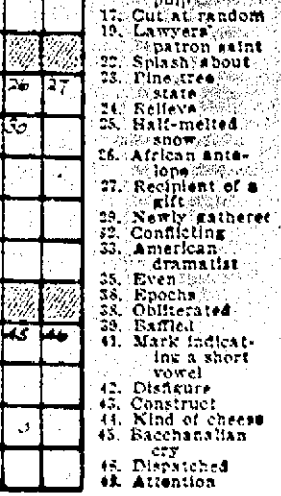 pulp
17. Cut at random
19. Lawyers'
patron saint
22. Splash about
23. Pine tree
state
24. Relieve
25. Half-melted
snow
26. African ante-
lope
27. Recipient of a
gift
29. Newly gathered
32. Conflicting
33. American
dramatist
35. Even
36. Epochs
38. Obliterated
39. Baffled
41. Mark indicat-
ing a short
vowel
42. Disfigure
43. Construct
44. Kind of cheese
45. Bacchanalian
cry
46. Dispatched
48. Attention
26 27
30
45 46